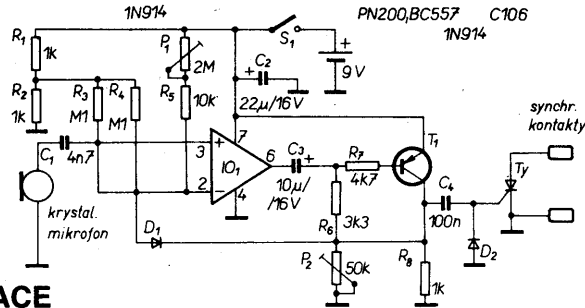 1N914
PN200,BC557 C106
1N914
R1
1k
R2
1k
R3
M1
R4
M1
P1
2M
R5
10k
S1
+
9V
+ C2
22µ/16V
C1
4n7
krystal.
mikrofon
3
+
2
−
IO1
7
6
4
C3
+
10µ/
/16V
R7
4k7
T1
R6
3k3
P2
50k
D1
C4
100n
D2
R8
1k
Ty
synchr.
kontakty
ACE